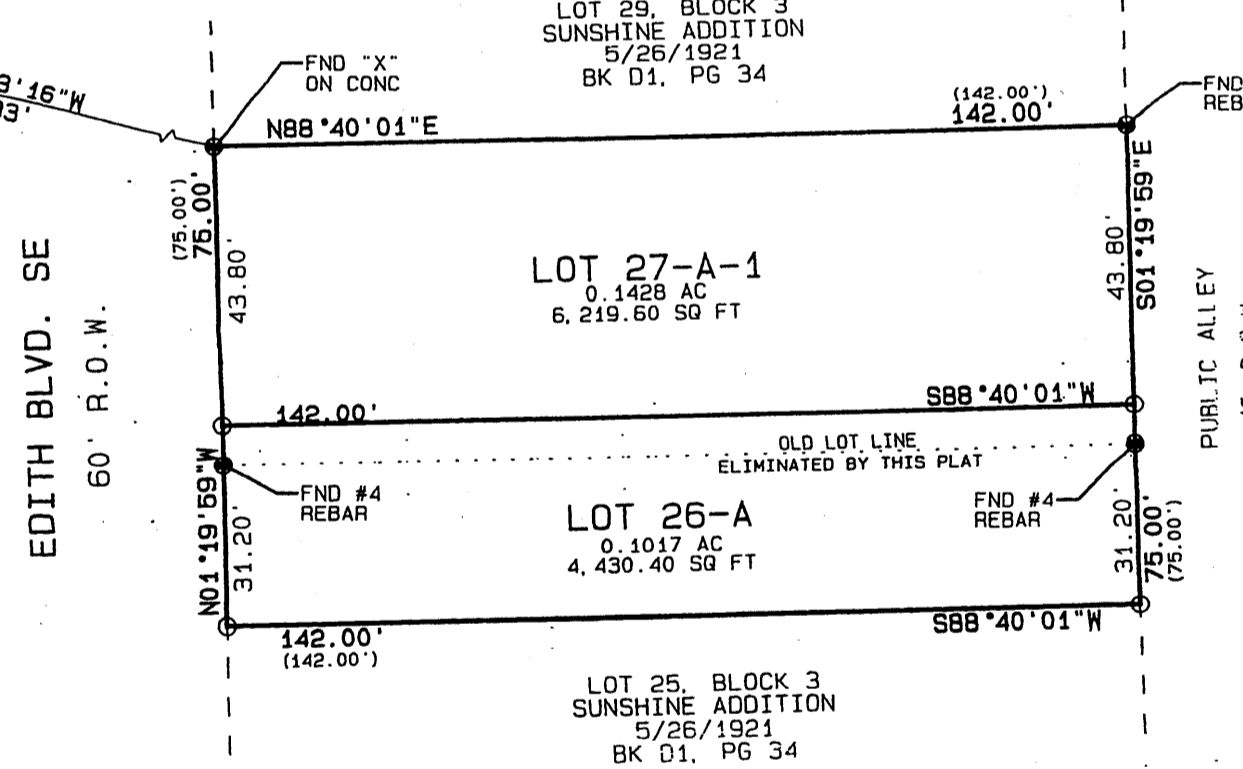 LOT 29, BLOCK 3
SUNSHINE ADDITION
5/26/1921
BK D1, PG 34
FND "X"
ON CONC
3'16"W
03'
N88°40'01"E
(142.00')
142.00'
FND
REB
(75.00')
75.00'
43.80'
LOT 27-A-1
0.1428 AC
6,219.60 SQ FT
43.80'
S01°19'59"E
EDITH BLVD. SE
60' R.O.W.
PUBLIC ALLEY
142.00'
S88°40'01"W
OLD LOT LINE
ELIMINATED BY THIS PLAT
FND #4
REBAR
N01°19'59"W
31.20'
LOT 26-A
0.1017 AC
4,430.40 SQ FT
FND #4
REBAR
31.20'
75.00'
(75.00')
142.00'
(142.00')
S88°40'01"W
LOT 25, BLOCK 3
SUNSHINE ADDITION
5/26/1921
BK D1, PG 34